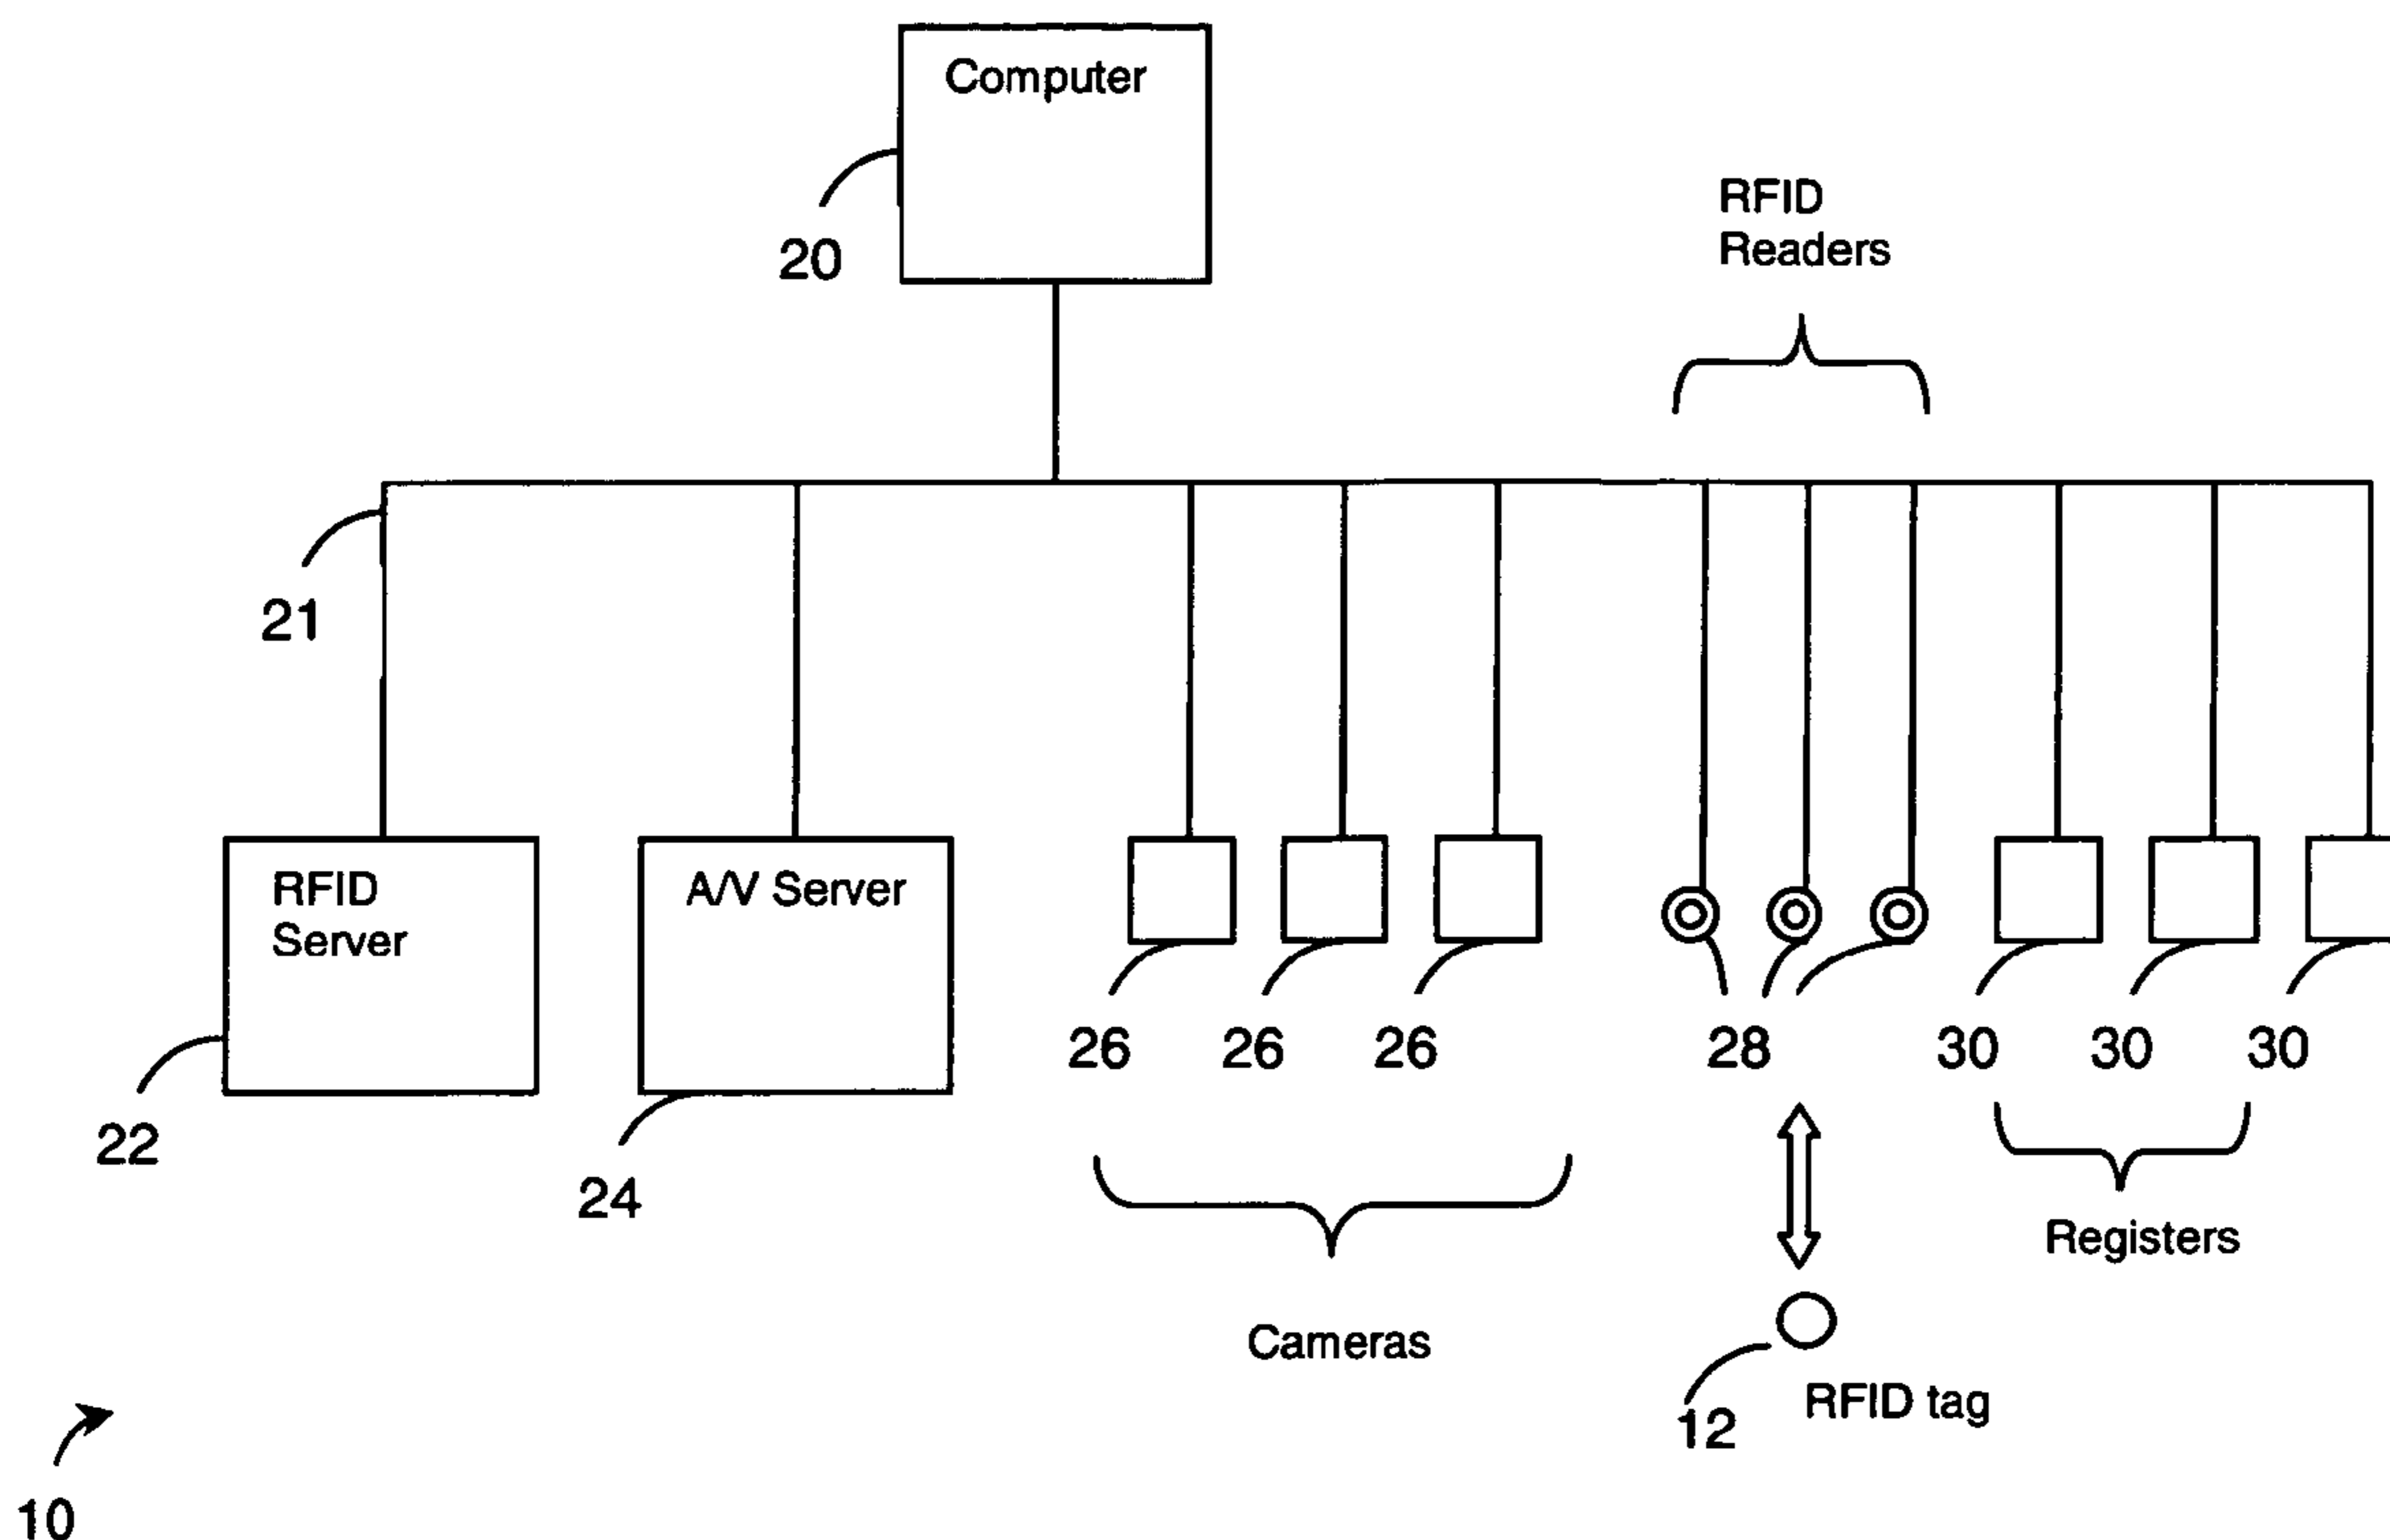 Computer
20
RFID
Readers
21
RFID
Server
A/V Server
22
24
26 26 26 28 30 30 30
Cameras
Registers
12
RFID tag
10